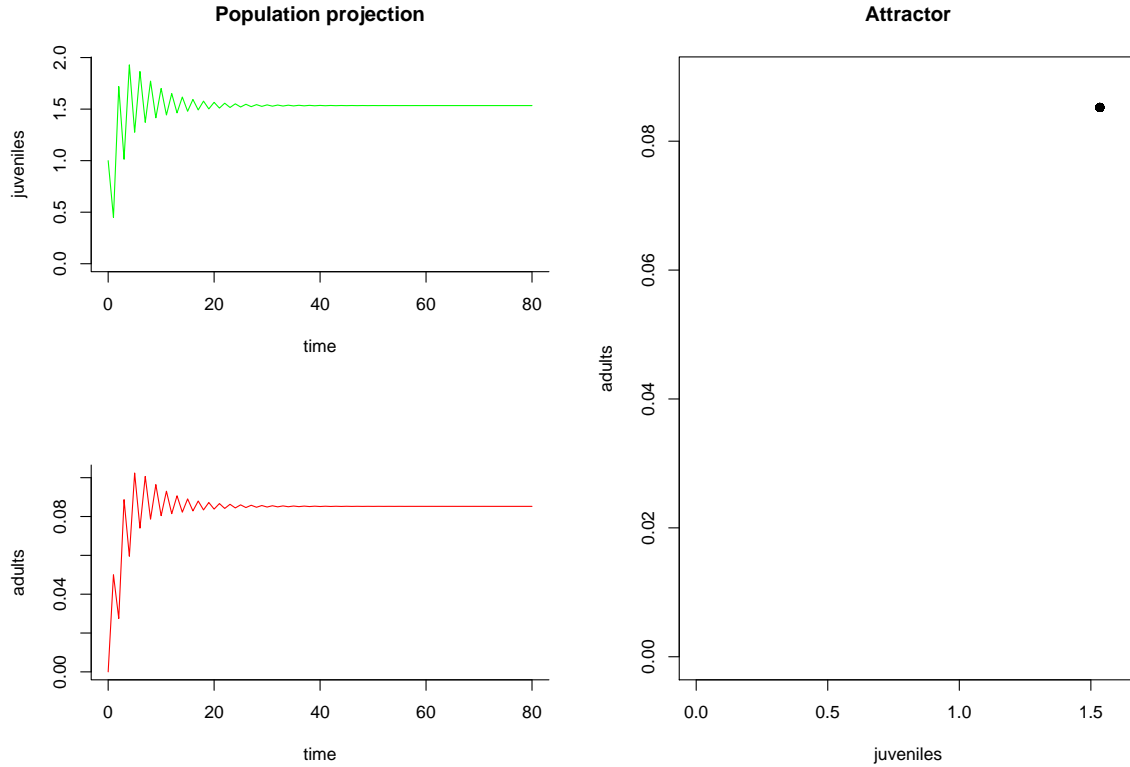 Population projection
juveniles
0.0 0.5 1.0 1.5 2.0
0 20 40 60 80
time
adults
0.00 0.04 0.08
0 20 40 60 80
time
Attractor
adults
0.00 0.02 0.04 0.06 0.08
0.0 0.5 1.0 1.5
juveniles